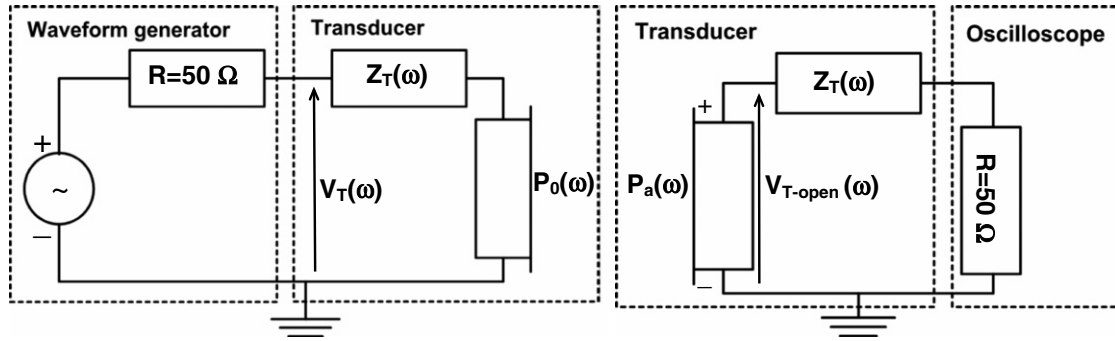 Waveform generator
R=50 Ω
+
~
−
V_T(ω)
Transducer
Z_T(ω)
P_0(ω)
Transducer
Z_T(ω)
+
P_a(ω)
V_T-open (ω)
−
Oscilloscope
R=50 Ω